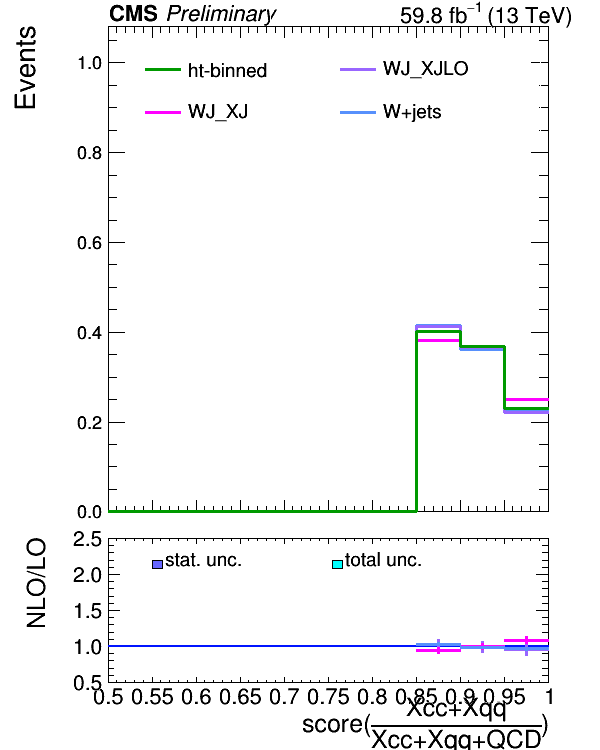 CMS Preliminary 59.8 fb⁻¹ (13 TeV)
Events
ht-binned WJ_XJLO
WJ_XJ W+jets
1.0
0.8
0.6
0.4
0.2
0.0
NLO/LO
stat. unc. total unc.
2.5
2.0
1.5
1.0
0.5
0.5 0.55 0.6 0.65 0.7 0.75 0.8 0.85 0.9 0.95 1
score(Xcc+Xqq/Xcc+Xqq+QCD)